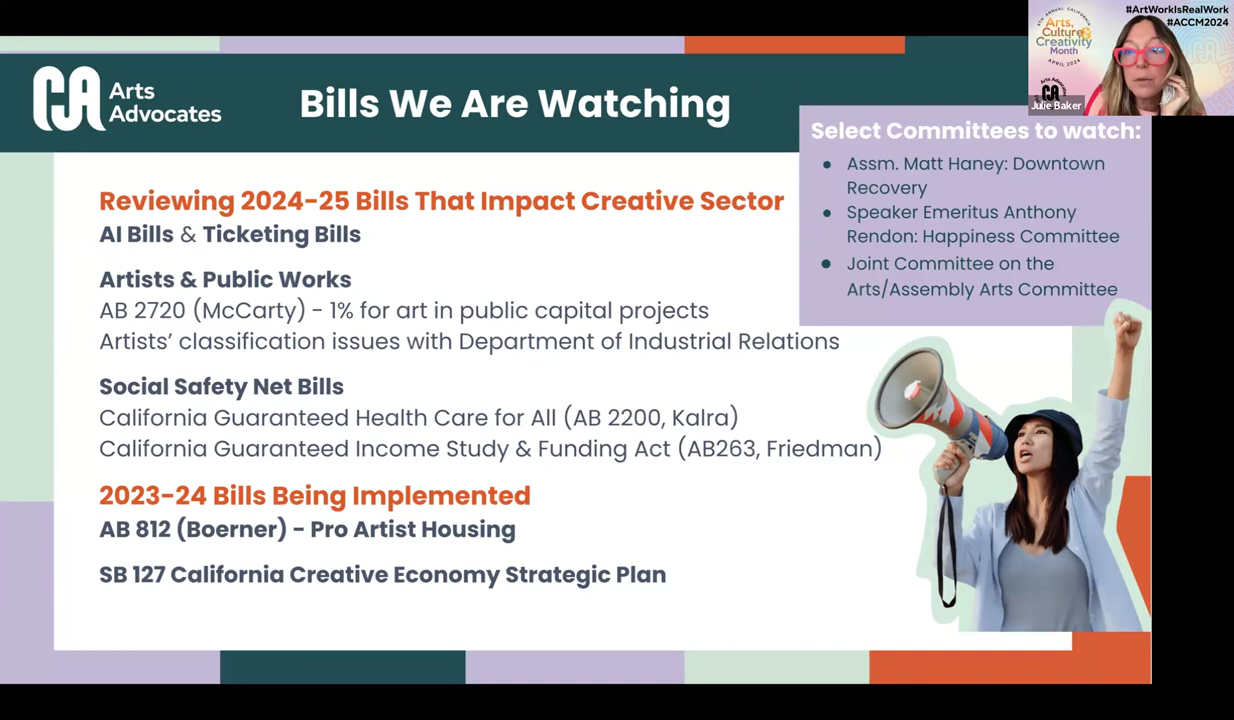 CA Arts
Advocates
Bills We Are Watching
Reviewing 2024-25 Bills That Impact Creative Sector
AI Bills & Ticketing Bills
Artists & Public Works
AB 2720 (McCarty) - 1% for art in public capital projects
Artists’ classification issues with Department of Industrial Relations
Social Safety Net Bills
California Guaranteed Health Care for All (AB 2200, Kalra)
California Guaranteed Income Study & Funding Act (AB263, Friedman)
2023-24 Bills Being Implemented
AB 812 (Boerner) - Pro Artist Housing
SB 127 California Creative Economy Strategic Plan
Select Committees to watch:
● Assm. Matt Haney: Downtown
Recovery
● Speaker Emeritus Anthony
Rendon: Happiness Committee
● Joint Committee on the
Arts/Assembly Arts Committee
#ArtWorkIsRealWork
#ACCM2024
ANNUAL CALIFORNIA
Arts,
Culture &
Creativity
Month
APRIL 2024
Julie Baker